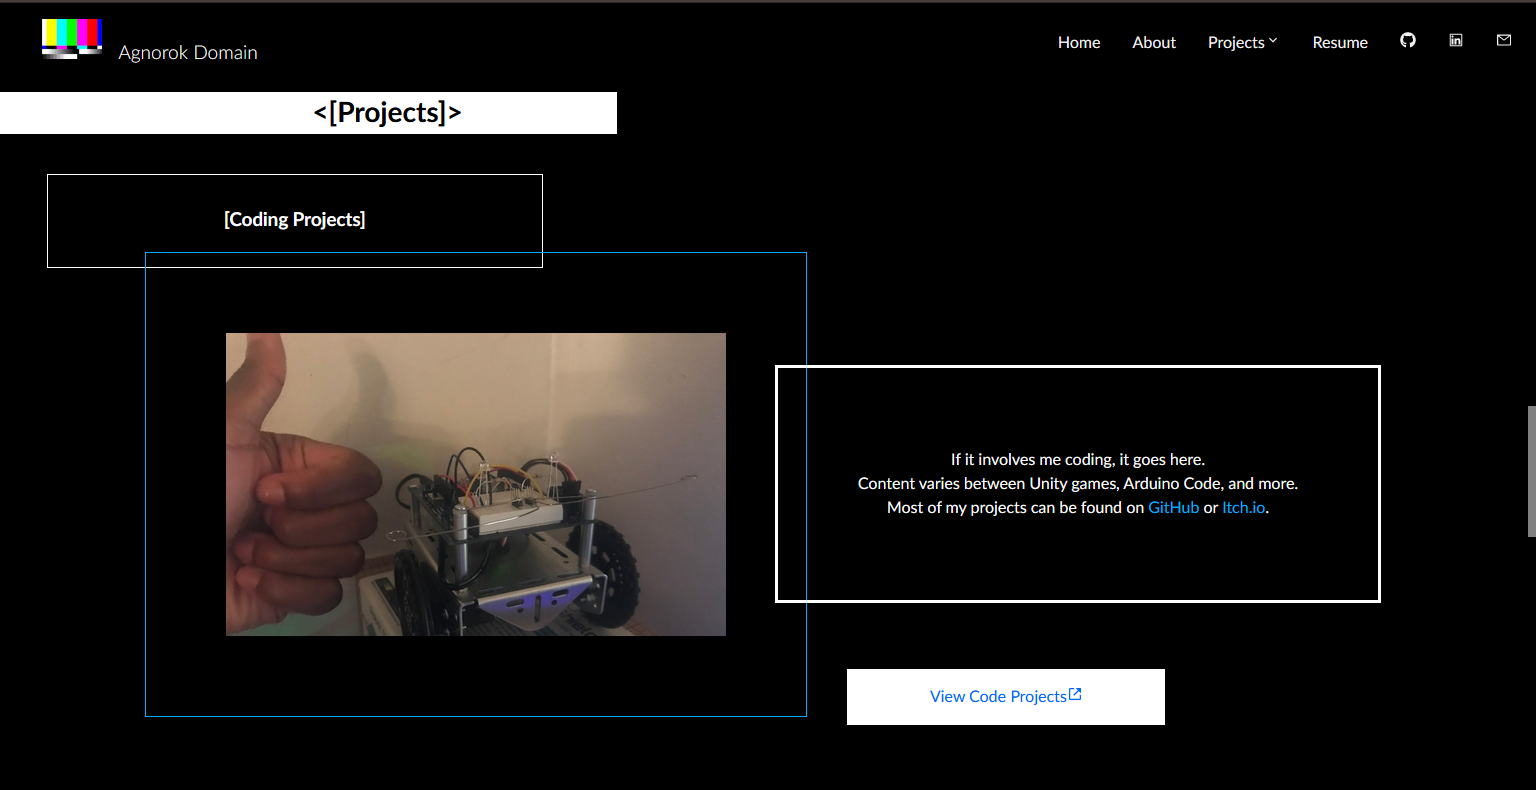 Agnorok Domain
Home About Projects Resume
<[Projects]>
[Coding Projects]
If it involves me coding, it goes here.
Content varies between Unity games, Arduino Code, and more.
Most of my projects can be found on GitHub or Itch.io.
View Code Projects